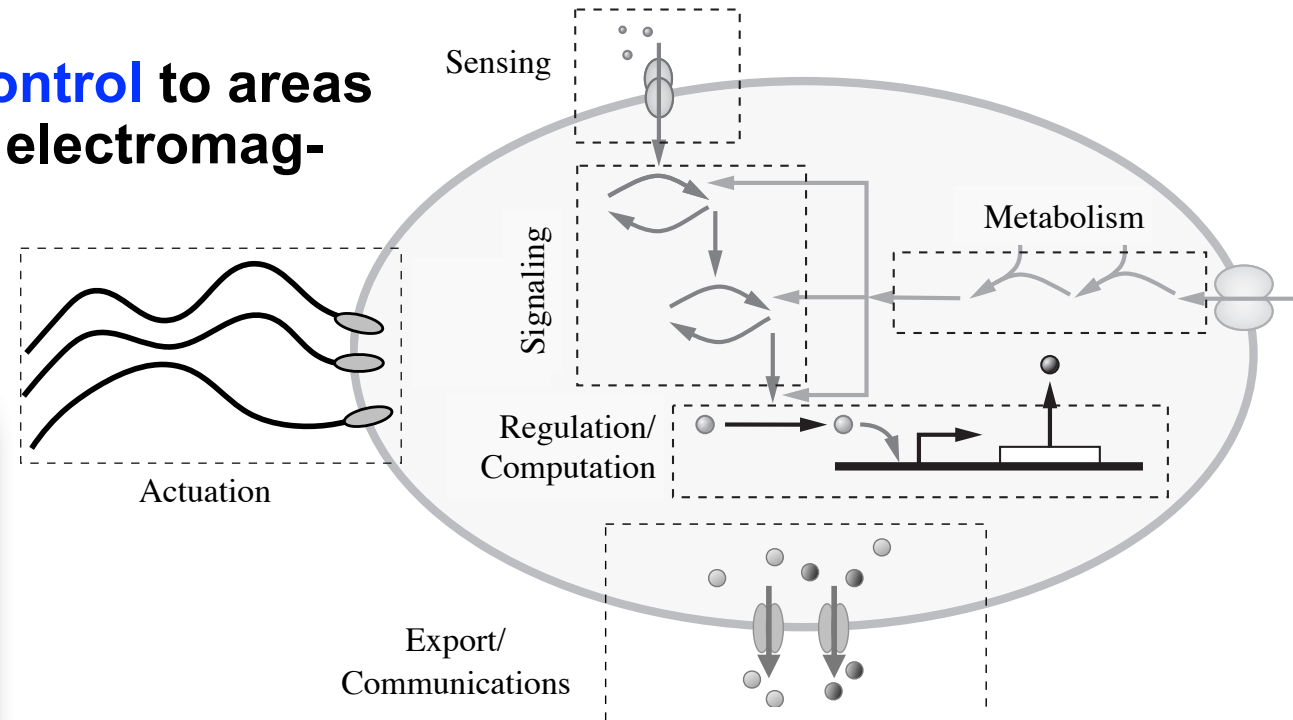 ontrol to areas
electromag-
Sensing
Signaling
Metabolism
Regulation/
Computation
Actuation
Export/
Communications